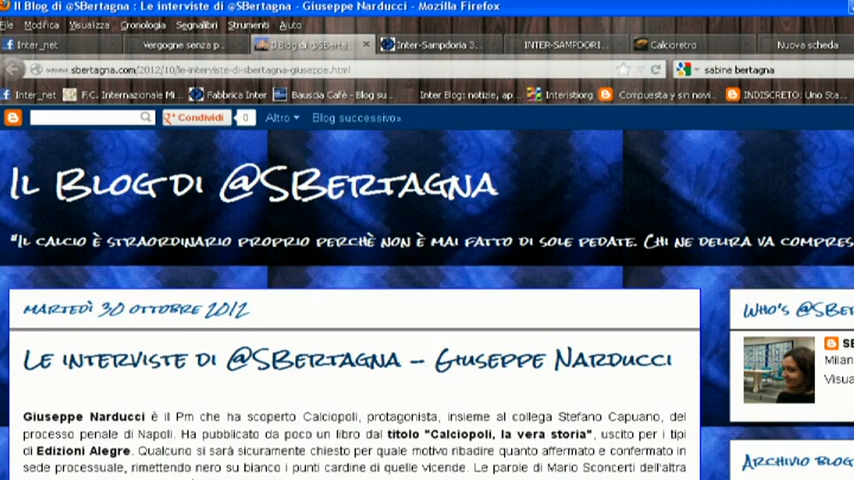 Il Blog di @SBertagna : Le interviste di @SBertagna - Giuseppe Narducci - Mozilla Firefox
File Modifica Visualizza Cronologia Segnalibri Strumenti Aiuto
Inter_net Vergogne senza p... Il Blog di @SBerta... × Inter-Sampdoria 3... INTER-SAMPDORI... Calcioretro Nuova scheda
www.sbertagna.com/2012/10/le-interviste-di-sbertagna-giuseppe.html sabine bertagna
Inter_net F.C. Internazionale Mi... Fabbrica Inter Bauscia Cafè - Blog su... Inter Blog: notizie, ap... Interistiorg Compuesta y sin novi... INDISCRETO: Uno Sta...
Condividi 0 Altro Blog successivo»
Il Blog di @SBertagna
"Il calcio è straordinario proprio perchè non è mai fatto di sole pedate. Chi ne delira va compres
martedì 30 ottobre 2012
Who's @SBer
Le interviste di @SBertagna - Giuseppe Narducci
SB
Milan
Visua
Giuseppe Narducci è il Pm che ha scoperto Calciopoli, protagonista, insieme al collega Stefano Capuano, del
processo penale di Napoli. Ha pubblicato da poco un libro dal titolo "Calciopoli, la vera storia", uscito per i tipi
di Edizioni Alegre. Qualcuno si sarà sicuramente chiesto per quale motivo ribadire quanto affermato e confermato in
sede processuale, rimettendo nero su bianco i punti cardine di quelle vicende. Le parole di Mario Sconcerti dell'altra
Archivio blog